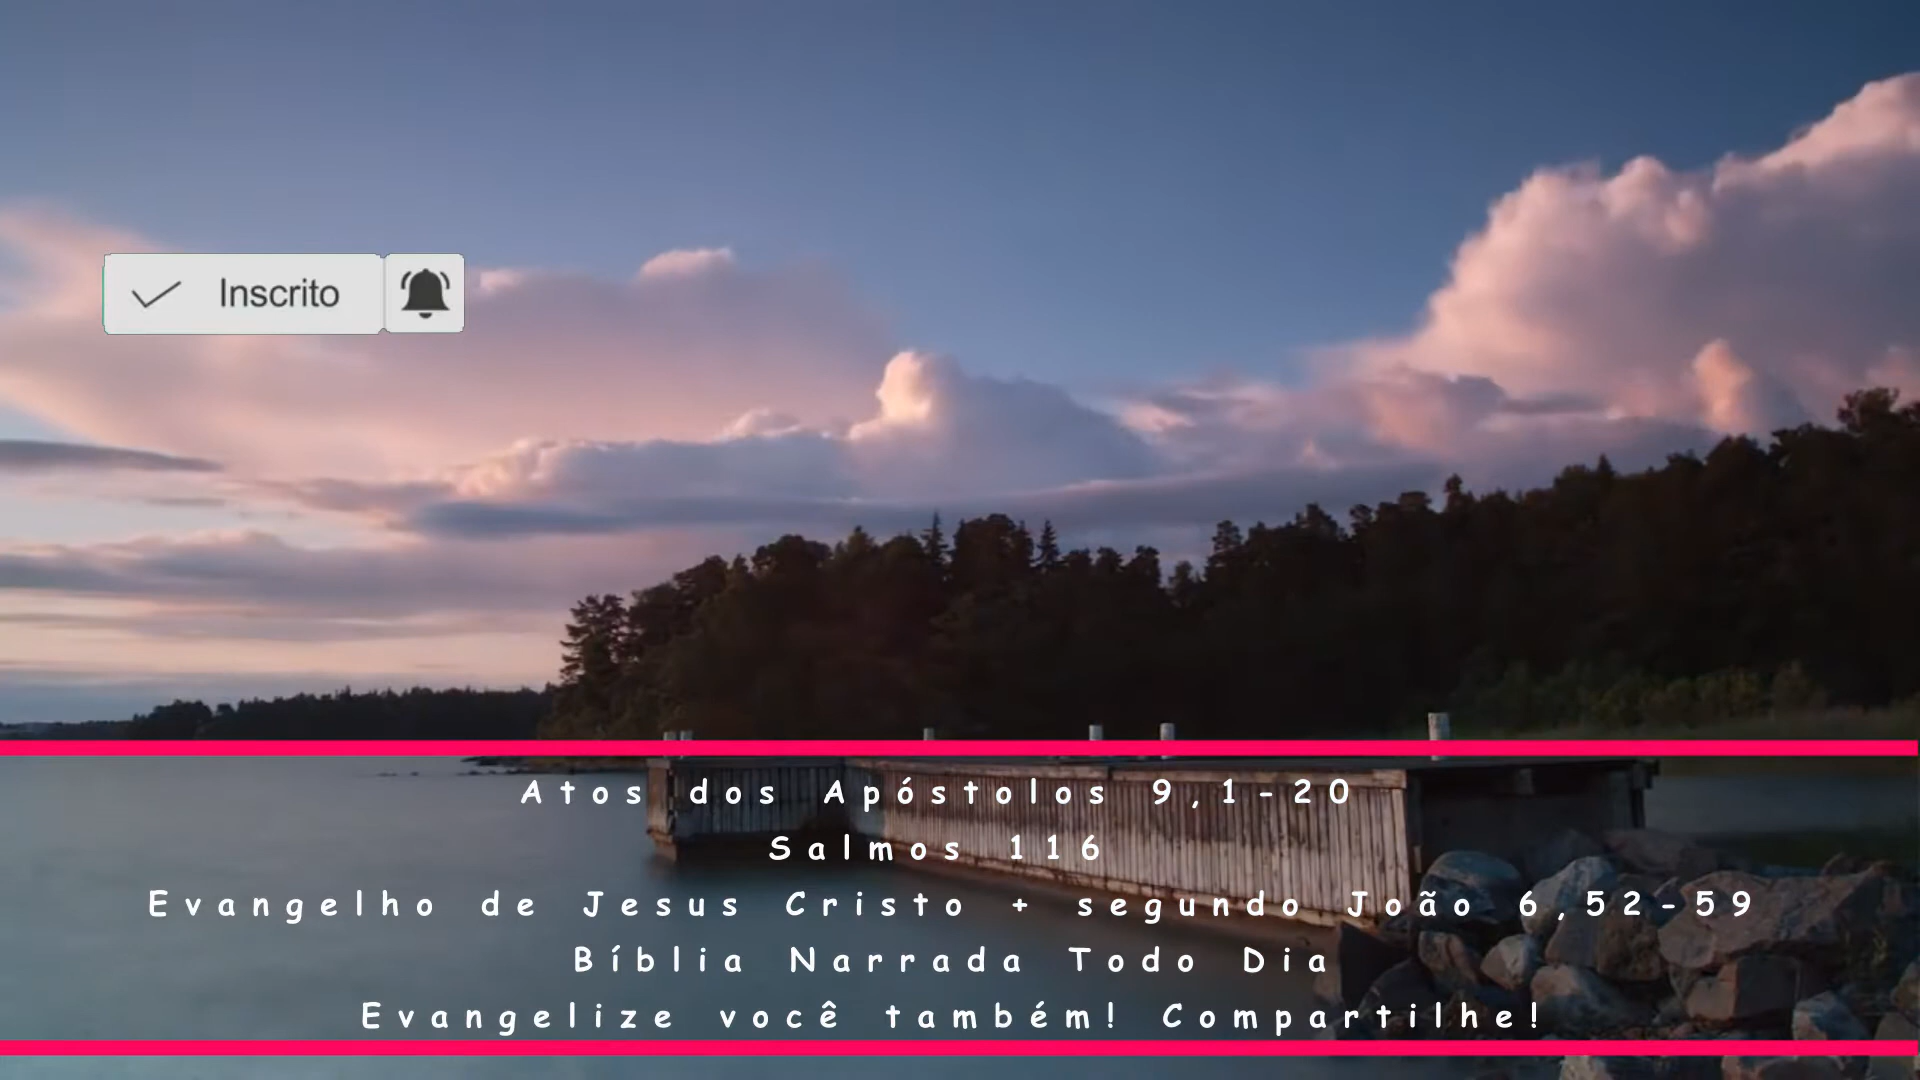 Inscrito
Atos dos Apóstolos 9,1-20
Salmos 116
Evangelho de Jesus Cristo + segundo João 6,52-59
Bíblia Narrada Todo Dia
Evangelize você também! Compartilhe!